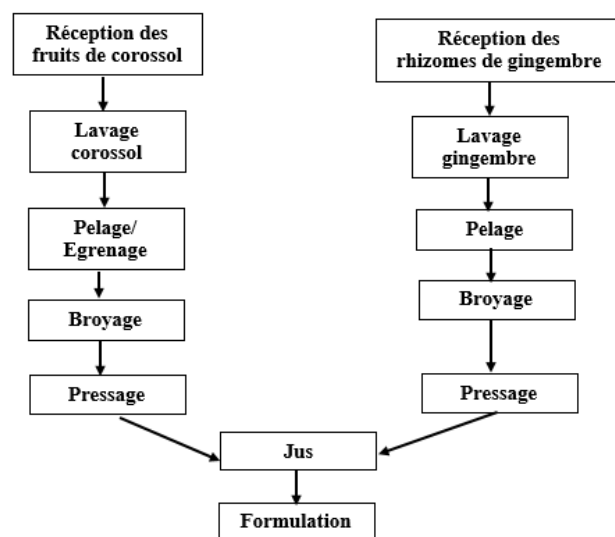 Réception des
fruits de corossol
Lavage
corossol
Pelage/
Egrenage
Broyage
Pressage
Réception des
rhizomes de gingembre
Lavage
gingembre
Pelage
Broyage
Pressage
Jus
Formulation